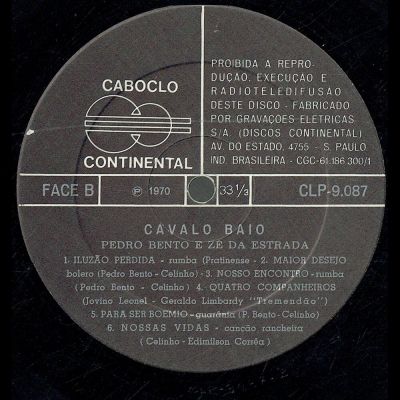 CABOCLO
CONTINENTAL
PROIBIDA A REPRO-
DUÇÃO, EXECUÇÃO E
RADIOTELEDIFUSÃO
DESTE DISCO - FABRICADO
POR GRAVAÇÕES ELETRICAS
S/A. (DISCOS CONTINENTAL)
AV. DO ESTADO, 4755 - S. PAULO
IND. BRASILEIRA - CGC-61.186.300/1
FACE B
Ⓟ 1970
33 1/3
CLP-9.087
CAVALO BAIO
PEDRO BENTO E ZÉ DA ESTRADA
1. ILUZÃO PERDIDA - rumba (Pratinense - 2. MAIOR DESEJO
bolero (Pedro Bento - Celinho) - 3. NOSSO ENCONTRO - rumba
(Pedro Bento - Celinho) 4. QUATRO COMPANHEIROS
(Jovino Leonel - Geraldo Limbardy "Tremendão)
5. PARA SER BOEMIO - guarânia (P. Bento-Celinho)
6. NOSSAS VIDAS - canção rancheira
(Celinho - Edimilson Corrêa)